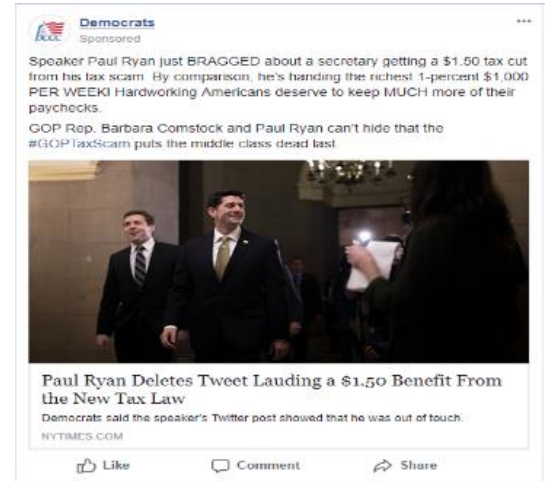 Democrats
Sponsored
Speaker Paul Ryan just BRAGGED about a secretary getting a $1.50 tax cut
from his tax scam. By comparison, he's handing the richest 1-percent $1,000
PER WEEK! Hardworking Americans deserve to keep MUCH more of their
paychecks.
GOP Rep. Barbara Comstock and Paul Ryan can't hide that the
#GOPTaxScam puts the middle class dead last.
Paul Ryan Deletes Tweet Lauding a $1.50 Benefit From
the New Tax Law
Democrats said the speaker's Twitter post showed that he was out of touch.
NYTIMES.COM
Like Comment Share